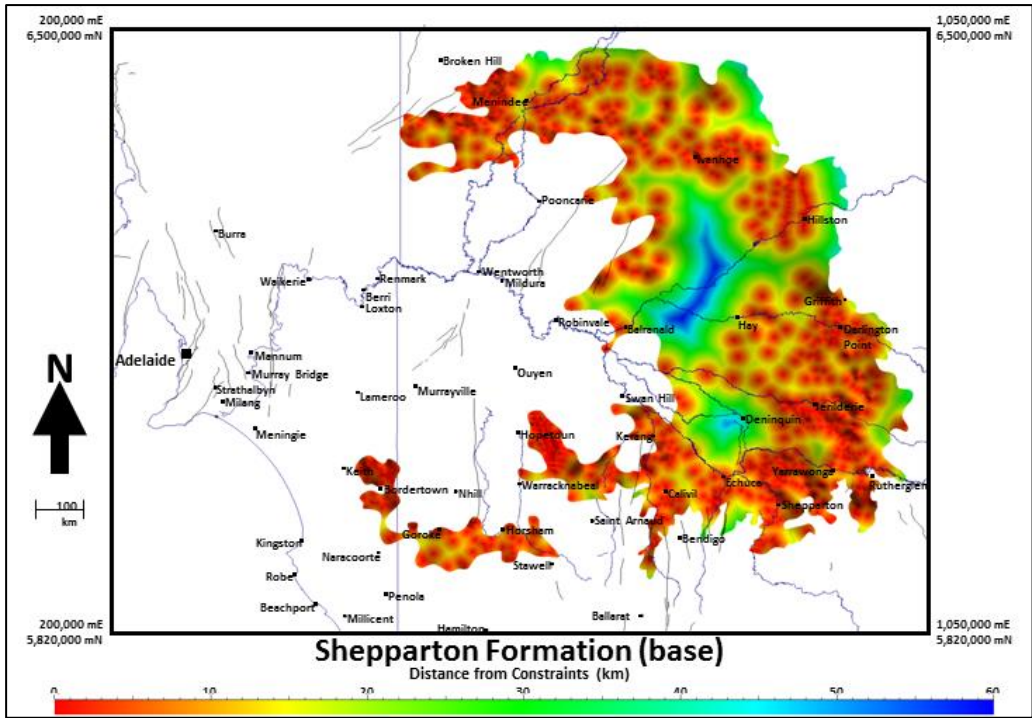 200,000 mE
6,500,000 mN
1,050,000 mE
6,500,000 mN
Broken Hill
Menindee
Ivanhoe
Pooncarie
Hillston
Burra
Wentworth
Waikerie
Renmark
Mildura
Berri
Loxton
Griffith
Robinvale
Balranald
Hay
Darlington
Point
Adelaide
Mannum
N
Murray Bridge
Ouyen
Strathalbyn
Murrayville
Lameroo
Swan Hill
Milang
Jerilderie
Deninquin
Meningie
Hopetoun
Kerang
Keith
Yarrawonga
Echuca
Rutherglen
Bordertown
Nhill
Warracknabeal
Calivil
100
km
Shepparton
Saint Arnaud
Goroke
Horsham
Bendigo
Kingston
Naracoorte
Stawell
Robe
Penola
Beachport
Millicent
Ballarat
Hamilton
200,000 mE
5,820,000 mN
1,050,000 mE
5,820,000 mN
Shepparton Formation (base)
Distance from Constraints (km)
0 10 20 30 40 50 60